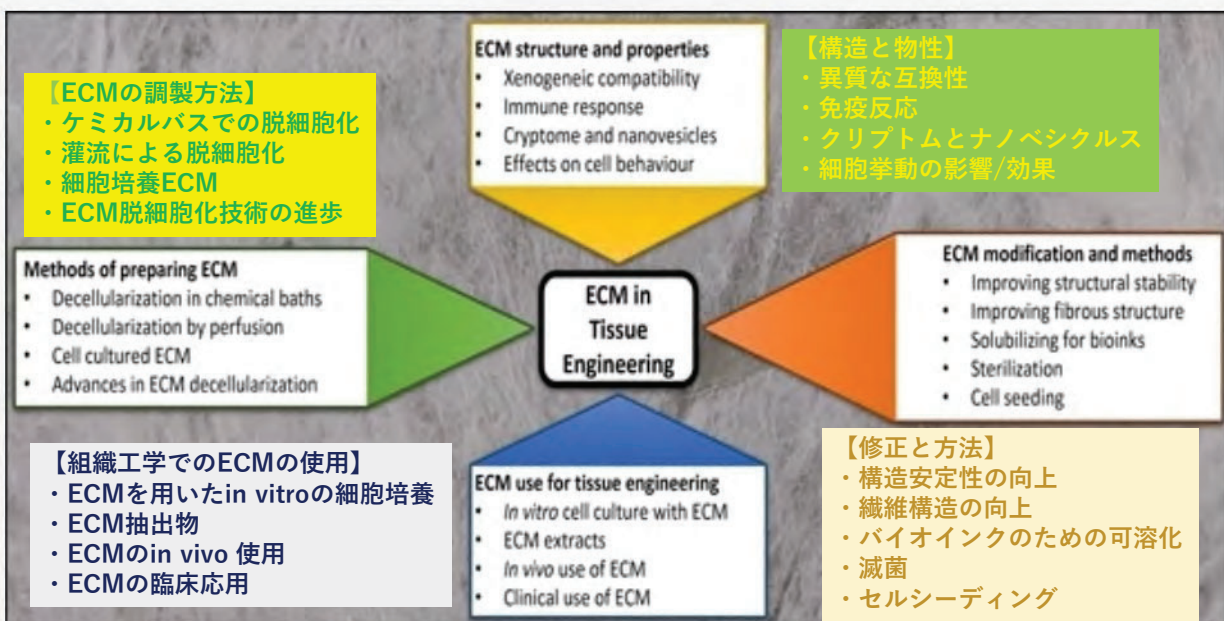 ECM structure and properties
• Xenogeneic compatibility
• Immune response
• Cryptome and nanovesicles
• Effects on cell behaviour
【構造と物性】
・異質な互換性
・免疫反応
・クリプトムとナノベシクルス
・細胞挙動の影響/効果
【ECMの調製方法】
・ケミカルバスでの脱細胞化
・灌流による脱細胞化
・細胞培養ECM
・ECM脱細胞化技術の進歩
Methods of preparing ECM
• Decellularization in chemical baths
• Decellularization by perfusion
• Cell cultured ECM
• Advances in ECM decellularization
ECM in
Tissue
Engineering
ECM modification and methods
• Improving structural stability
• Improving fibrous structure
• Solubilizing for bioinks
• Sterilization
• Cell seeding
【組織工学でのECMの使用】
・ECMを用いたin vitroの細胞培養
・ECM抽出物
・ECMのin vivo 使用
・ECMの臨床応用
ECM use for tissue engineering
• In vitro cell culture with ECM
• ECM extracts
• In vivo use of ECM
• Clinical use of ECM
【修正と方法】
・構造安定性の向上
・繊維構造の向上
・バイオインクのための可溶化
・滅菌
・セルシーディング